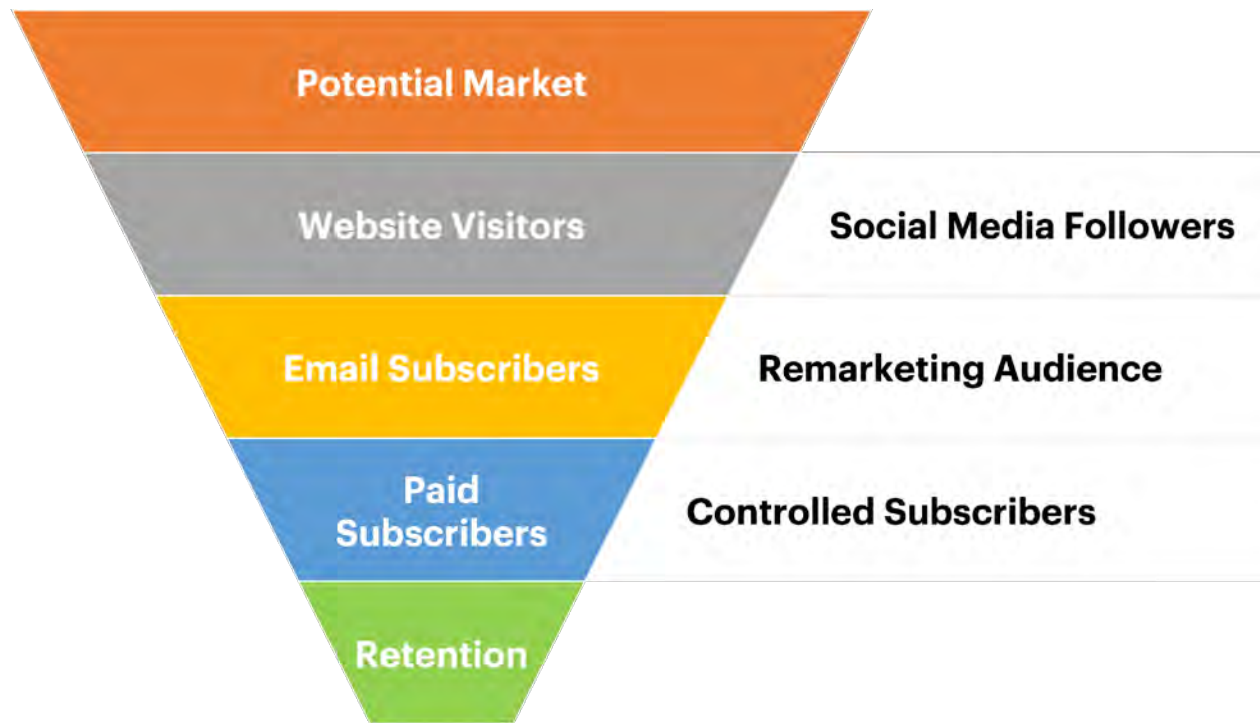 Potential Market
Website Visitors
Social Media Followers
Email Subscribers
Remarketing Audience
Paid
Subscribers
Controlled Subscribers
Retention